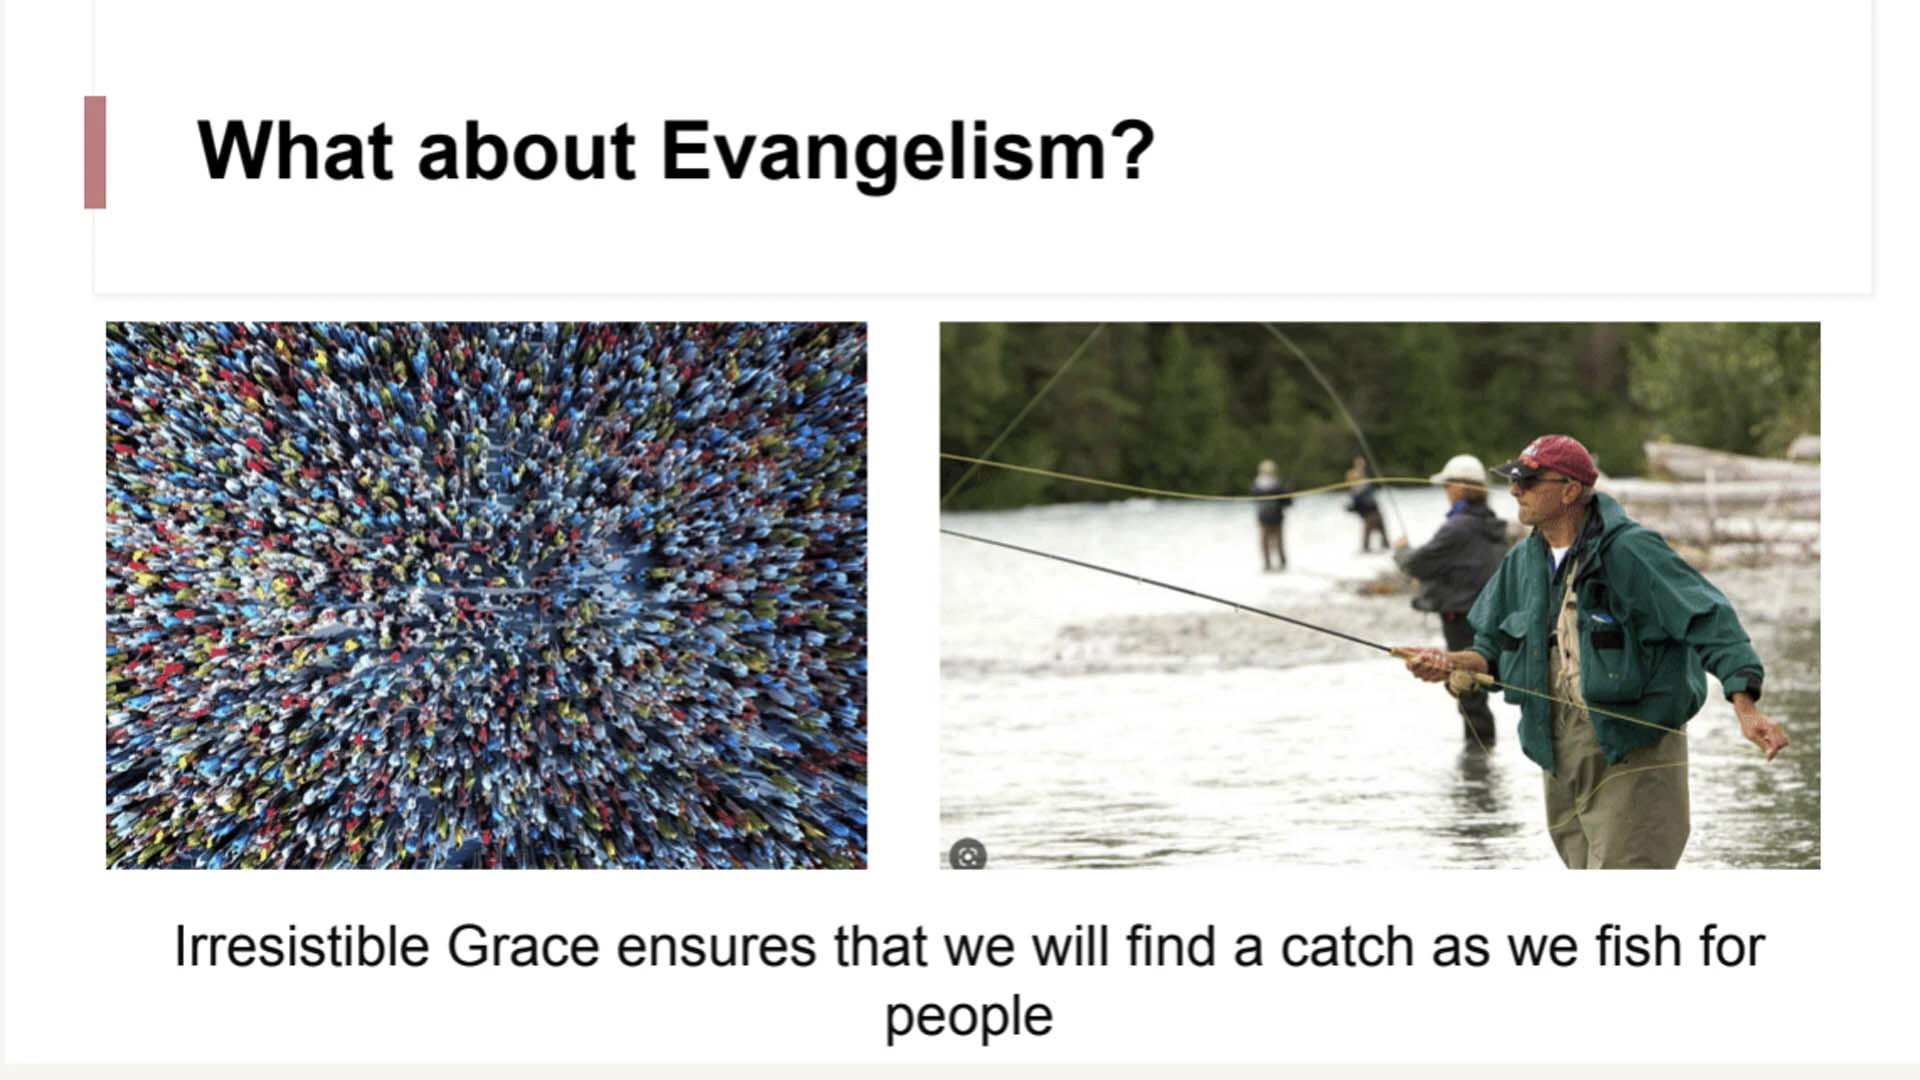 What about Evangelism?
Irresistible Grace ensures that we will find a catch as we fish for
people